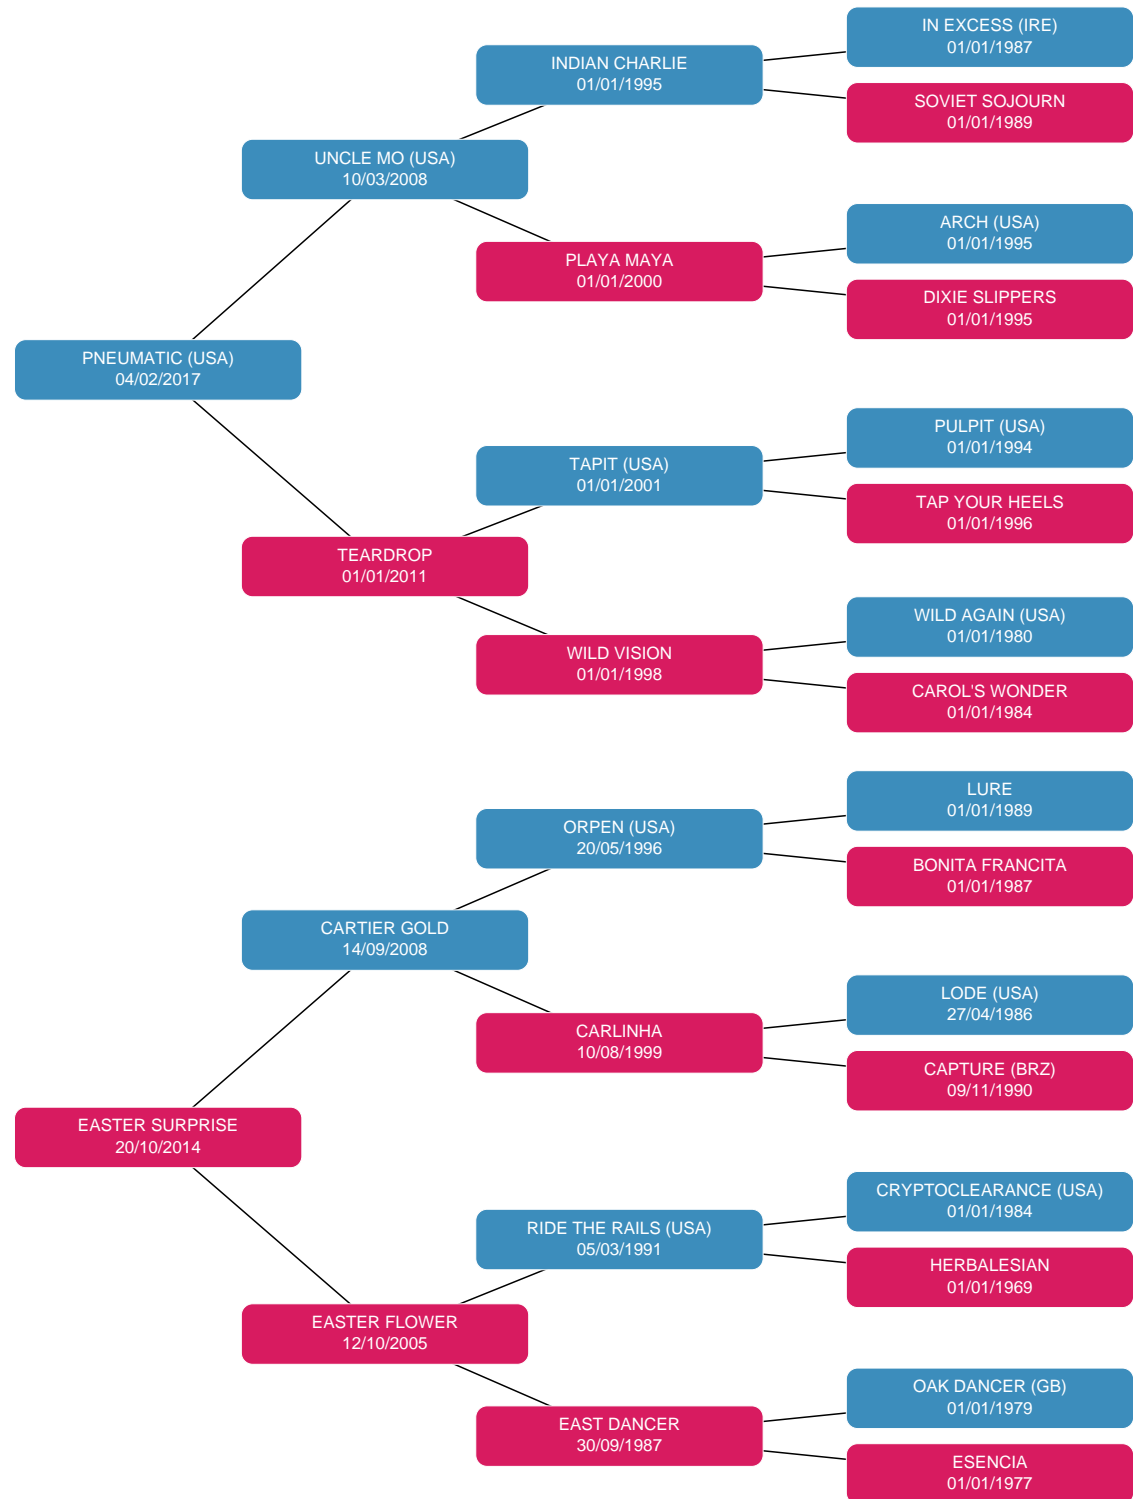 IN EXCESS (IRE)
01/01/1987
INDIAN CHARLIE
01/01/1995
SOVIET SOJOURN
01/01/1989
UNCLE MO (USA)
10/03/2008
ARCH (USA)
01/01/1995
PLAYA MAYA
01/01/2000
DIXIE SLIPPERS
01/01/1995
PNEUMATIC (USA)
04/02/2017
PULPIT (USA)
01/01/1994
TAPIT (USA)
01/01/2001
TAP YOUR HEELS
01/01/1996
TEARDROP
01/01/2011
WILD AGAIN (USA)
01/01/1980
WILD VISION
01/01/1998
CAROL'S WONDER
01/01/1984
LURE
01/01/1989
ORPEN (USA)
20/05/1996
BONITA FRANCITA
01/01/1987
CARTIER GOLD
14/09/2008
LODE (USA)
27/04/1986
CARLINHA
10/08/1999
CAPTURE (BRZ)
09/11/1990
EASTER SURPRISE
20/10/2014
CRYPTOCLEARANCE (USA)
01/01/1984
RIDE THE RAILS (USA)
05/03/1991
HERBALESIAN
01/01/1969
EASTER FLOWER
12/10/2005
OAK DANCER (GB)
01/01/1979
EAST DANCER
30/09/1987
ESENCIA
01/01/1977